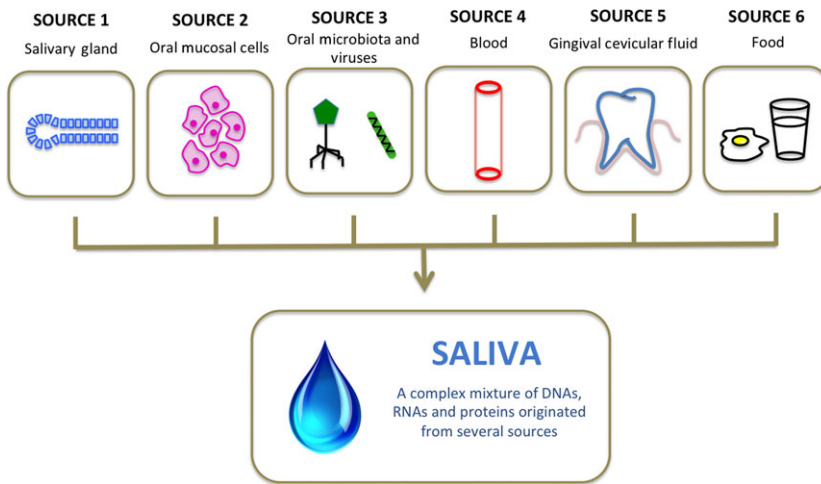 SOURCE 1
Salivary gland
SOURCE 2
Oral mucosal cells
SOURCE 3
Oral microbiota and
viruses
SOURCE 4
Blood
SOURCE 5
Gingival cevicular fluid
SOURCE 6
Food
SALIVA
A complex mixture of DNAs,
RNAs and proteins originated
from several sources